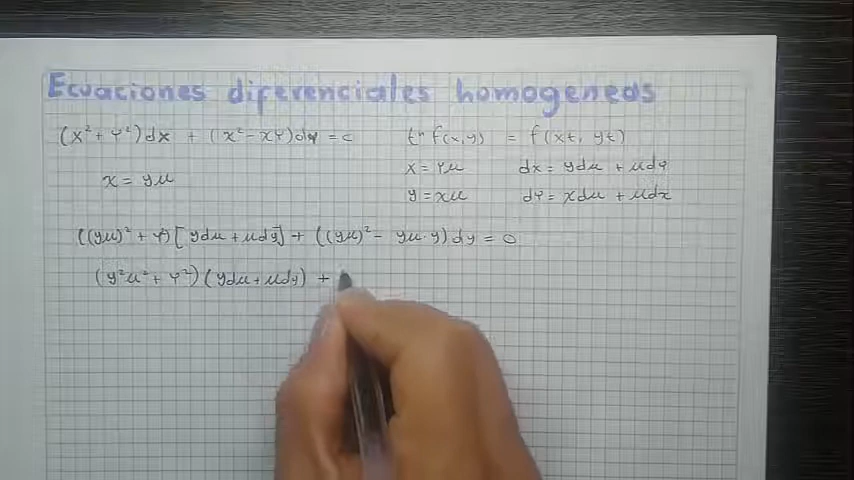 Ecuaciones diferenciales homogeneas
(x² + y²)dx + (x² - xy)dy = 0
tⁿ f(x,y) = f(xt, yt)
x = yu
x = yu dx = ydu + udy
y = xu dy = xdu + udx
((yu)² + y²)[ydu + udy] + ((yu)² - yu·y)dy = 0
(y²u² + y²)(ydu + udy) +